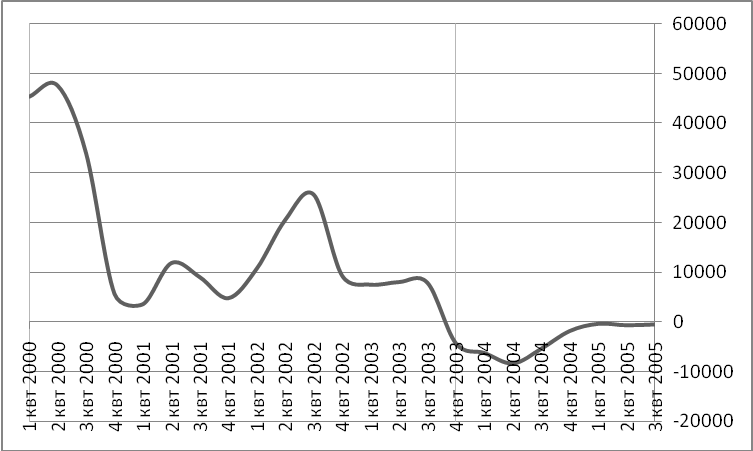 60000
50000
40000
30000
20000
10000
0
-10000
-20000
1 квт 2000
2 квт 2000
3 квт 2000
4 квт 2000
1 квт 2001
2 квт 2001
3 квт 2001
4 квт 2001
1 квт 2002
2 квт 2002
3 квт 2002
4 квт 2002
1 квт 2003
2 квт 2003
3 квт 2003
4 квт 2003
1 квт 2004
2 квт 2004
3 квт 2004
4 квт 2004
1 квт 2005
2 квт 2005
3 квт 2005